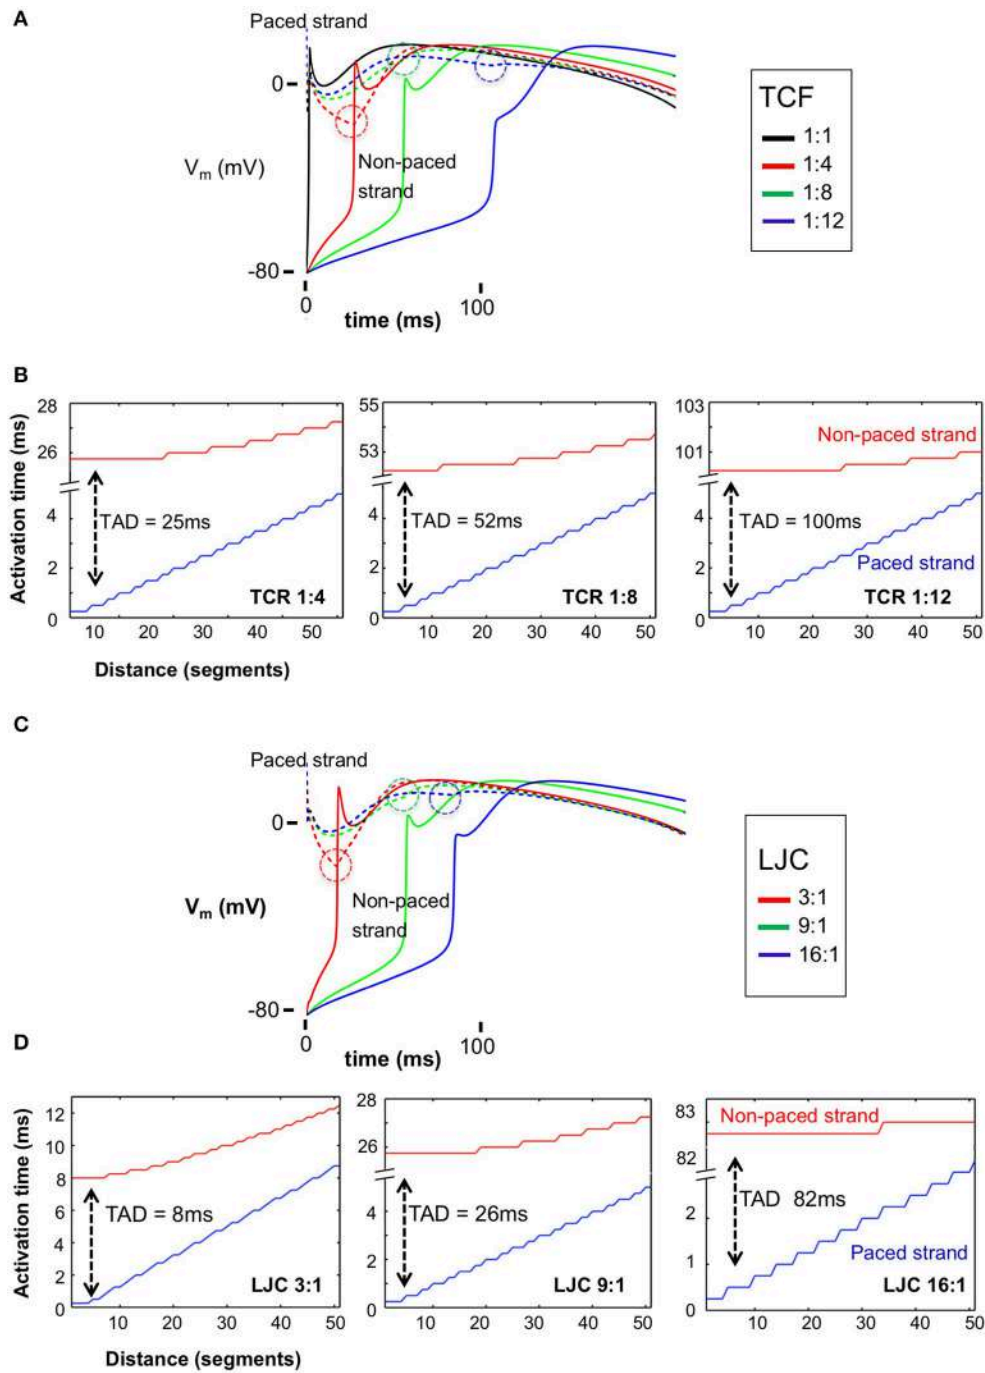 A
Paced strand
0
Vm (mV)
Non-paced
strand
-80
0
100
time (ms)
TCF
1:1
1:4
1:8
1:12
B
Activation time (ms)
28
26
4
2
0
TAD = 25ms
TCR 1:4
10 20 30 40 50
Distance (segments)
55
53
4
2
0
TAD = 52ms
TCR 1:8
10 20 30 40 50
103
101
4
2
0
Non-paced strand
TAD = 100ms
Paced strand
TCR 1:12
10 20 30 40 50
C
Paced strand
0
Vm (mV)
Non-paced
strand
-80
0
100
time (ms)
LJC
3:1
9:1
16:1
D
Activation time (ms)
12
10
8
6
4
2
0
TAD = 8ms
LJC 3:1
10 20 30 40 50
Distance (segments)
28
26
4
2
0
TAD = 26ms
LJC 9:1
10 20 30 40 50
83
82
2
1
0
Non-paced strand
TAD 82ms
Paced strand
LJC 16:1
10 20 30 40 50